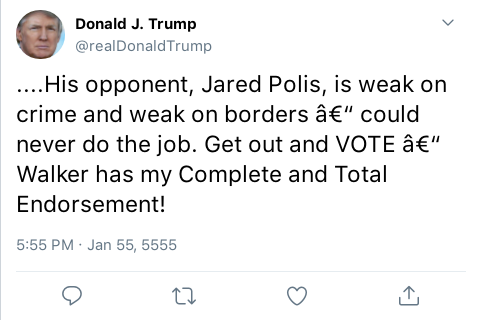 Donald J. Trump
@realDonaldTrump
....His opponent, Jared Polis, is weak on
crime and weak on borders â€“ could
never do the job. Get out and VOTE â€“
Walker has my Complete and Total
Endorsement!
5:55 PM · Jan 55, 5555